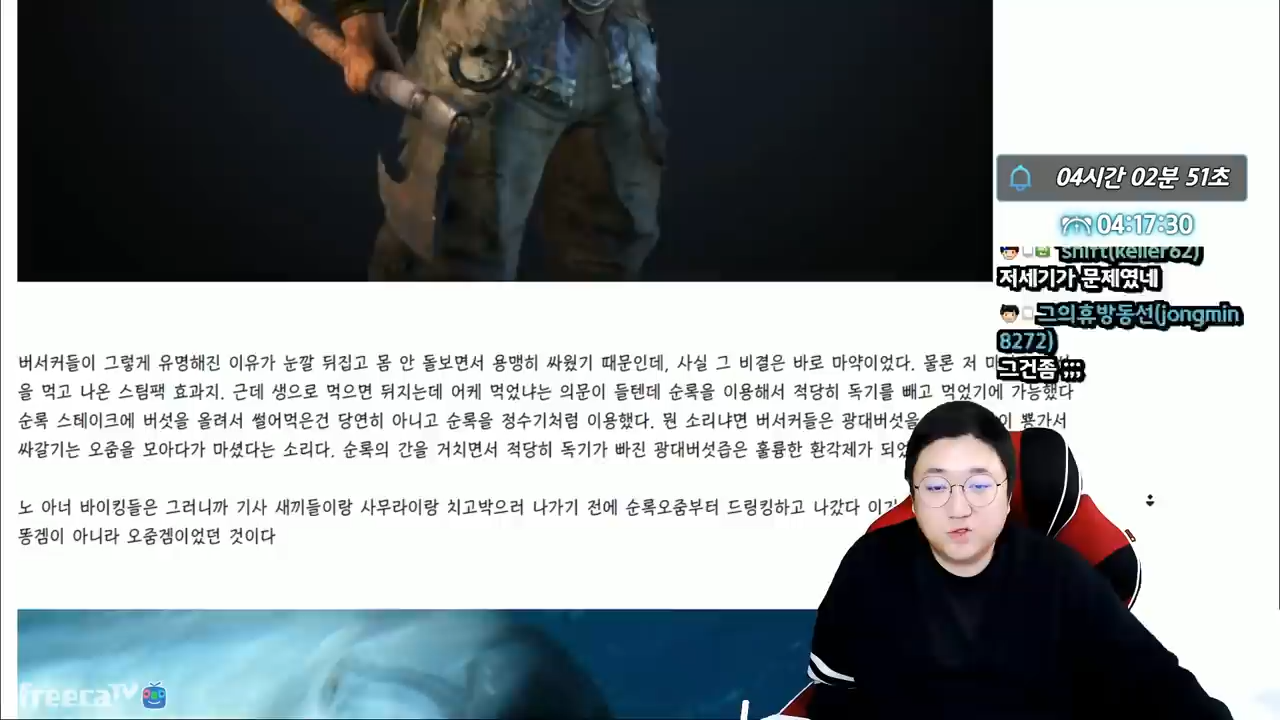 04시간 02분 51초
04:17:30
shift(keller62)
저세기가 문제였네
그의휴방동선(jongmin
8272)
그건좀 ;;;
버서커들이 그렇게 유명해진 이유가 눈깔 뒤집고 몸 안 돌보면서 용맹히 싸웠기 때문인데, 사실 그 비결은 바로 마약이었다. 물론 저
을 먹고 나온 스팀팩 효과지. 근데 생으로 먹으면 뒤지는데 어케 먹었냐는 의문이 들텐데 순록을 이용해서 적당히 독기를 빼고 먹었기에 가능했다
순록 스테이크에 버섯을 올려서 썰어먹은건 당연히 아니고 순록을 정수기처럼 이용했다. 뭔 소리냐면 버서커들은 광대버섯을 뿅가서
싸갈기는 오줌을 모아다가 마셨다는 소리다. 순록의 간을 거치면서 적당히 독기가 빠진 광대버섯즙은 훌륭한 환각제가
노 아너 바이킹들은 그러니까 기사 새끼들이랑 사무라이랑 치고박으러 나가기 전에 순록오줌부터 드링킹하고 나갔다
똥겜이 아니라 오줌겜이었던 것이다
freecaTV